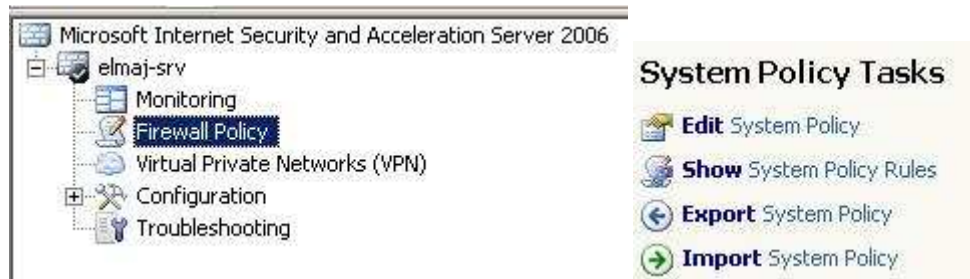 Microsoft Internet Security and Acceleration Server 2006
elmaj-srv
Monitoring
Firewall Policy
Virtual Private Networks (VPN)
Configuration
Troubleshooting
System Policy Tasks
Edit System Policy
Show System Policy Rules
Export System Policy
Import System Policy